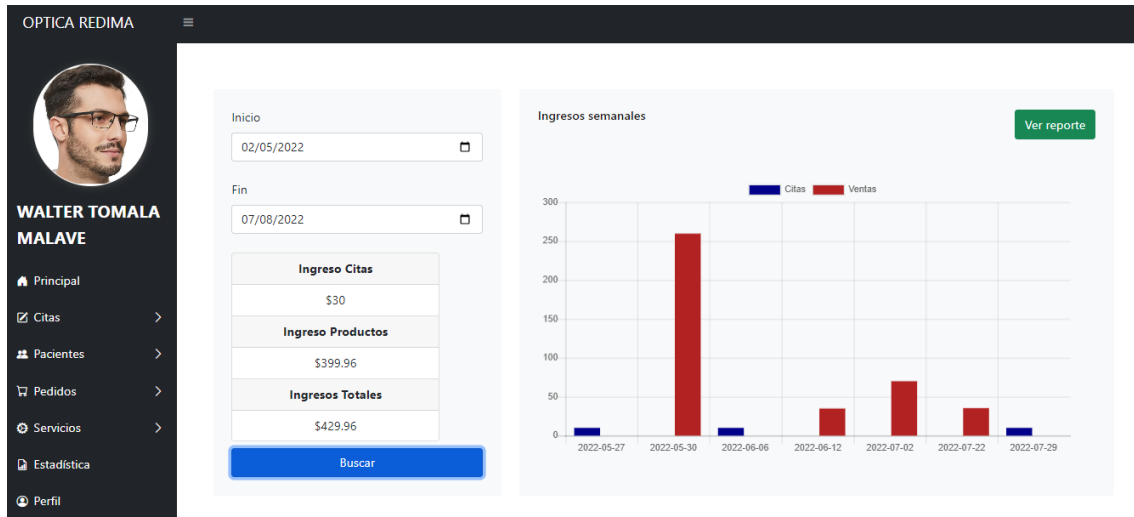 OPTICA REDIMA
WALTER TOMALA
MALAVE
Principal
Citas
Pacientes
Pedidos
Servicios
Estadística
Perfil
Inicio
02/05/2022
Fin
07/08/2022
Ingreso Citas
$30
Ingreso Productos
$399.96
Ingresos Totales
$429.96
Buscar
Ingresos semanales
Ver reporte
Citas Ventas
300
250
200
150
100
50
0
2022-05-27 2022-05-30 2022-06-06 2022-06-12 2022-07-02 2022-07-22 2022-07-29